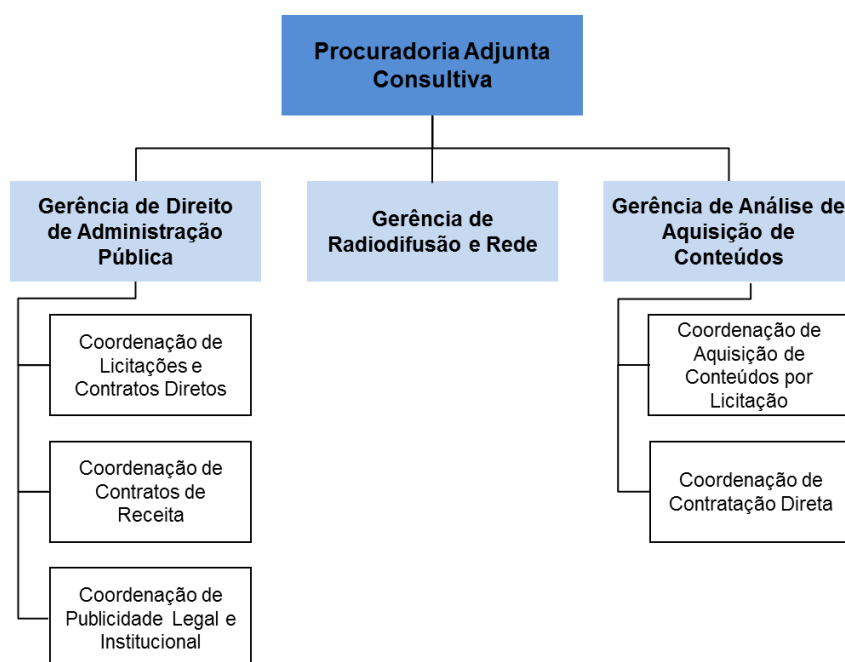 Procuradoria Adjunta
Consultiva
Gerência de Direito
de Administração
Pública
Gerência de
Radiodifusão e Rede
Gerência de Análise de
Aquisição de
Conteúdos
Coordenação de
Licitações e
Contratos Diretos
Coordenação de
Contratos de
Receita
Coordenação de
Publicidade Legal e
Institucional
Coordenação de
Aquisição de
Conteúdos por
Licitação
Coordenação de
Contratação Direta